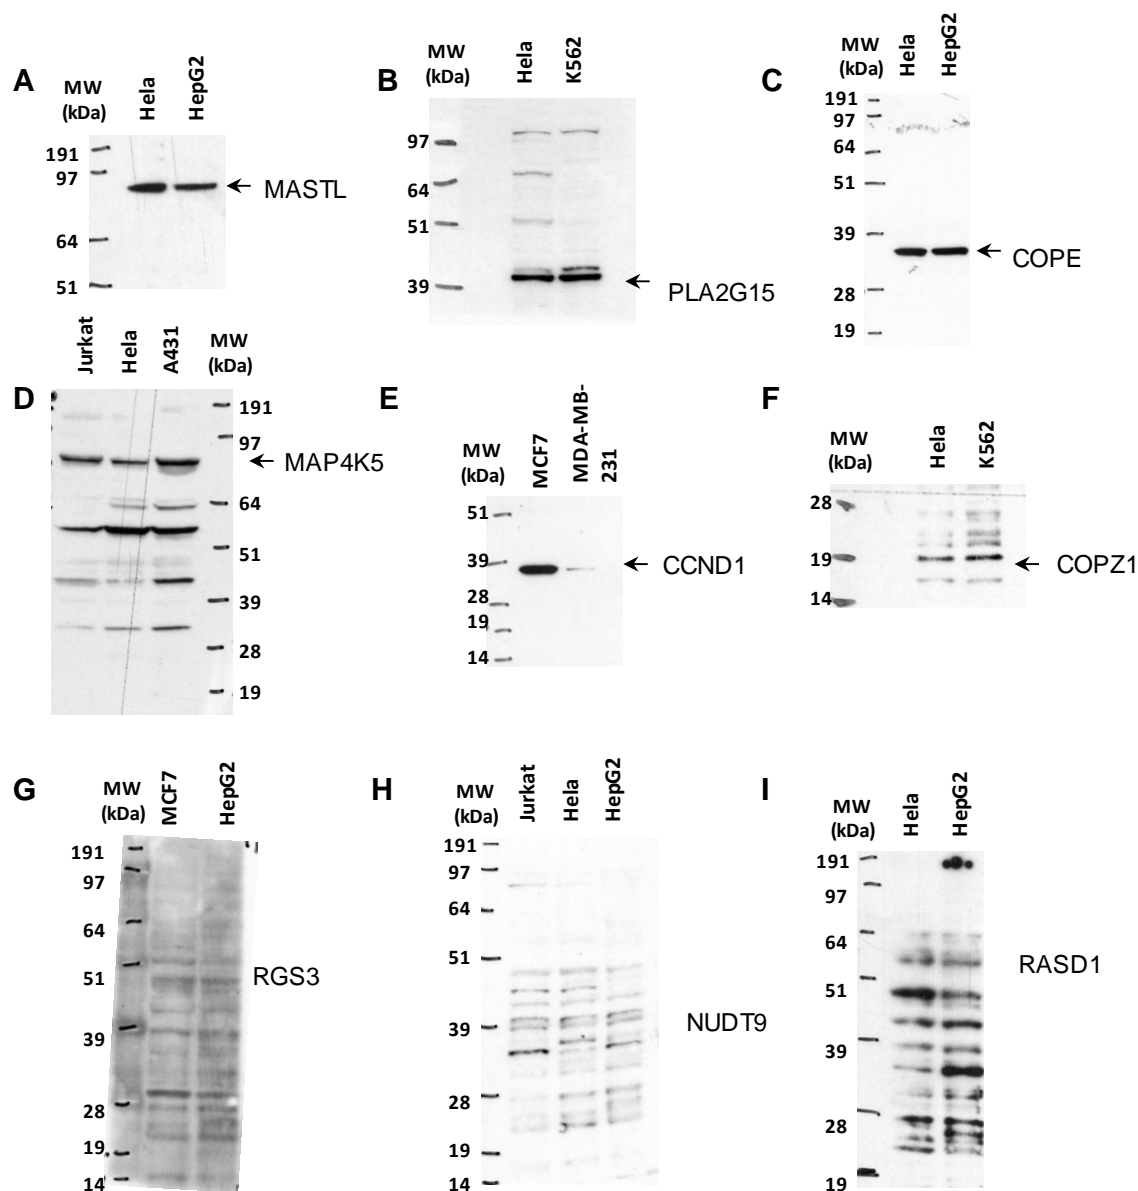 A
MW
(kDa)
Hela
HepG2
191
97
64
51
MASTL
B
MW
(kDa)
Hela
K562
97
64
51
39
PLA2G15
C
MW
(kDa)
Hela
HepG2
191
97
64
51
39
28
19
COPE
D
Jurkat
Hela
A431
MW
(kDa)
191
97
64
51
39
28
19
MAP4K5
E
MW
(kDa)
MCF7
MDA-MB-
231
51
39
28
19
14
CCND1
F
MW
(kDa)
Hela
K562
28
19
14
COPZ1
G
MW
(kDa)
MCF7
HepG2
191
97
64
51
39
28
19
14
RGS3
H
MW
(kDa)
Jurkat
Hela
HepG2
191
97
64
51
39
28
19
14
NUDT9
I
MW
(kDa)
Hela
HepG2
191
97
64
51
39
28
19
RASD1